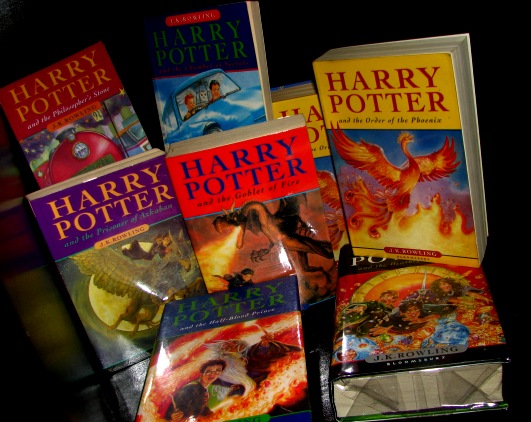 HARRY
POTTER
and the Philosopher's Stone
J.K.ROWLING
J.K.ROWLING
HARRY
POTTER
HARRY
POTTER
and the Order of the Phoenix
J.K.ROWLING
HARRY
POTTER
and the Prisoner of Azkaban
J.K.ROWLING
HARRY
POTTER
and the Goblet of Fire
HARRY
POTTER
and the Half-Blood Prince
J.K.ROWLING
BLOOMSBURY